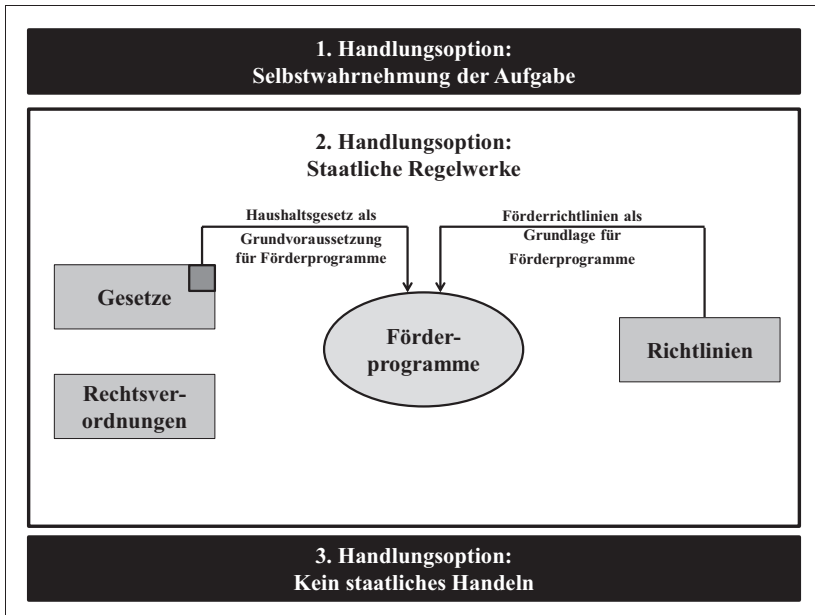 1. Handlungsoption:
Selbstwahrnehmung der Aufgabe
2. Handlungsoption:
Staatliche Regelwerke
Haushaltsgesetz als
Grundvoraussetzung
für Förderprogramme
Förderrichtlinien als
Grundlage für
Förderprogramme
Gesetze
Förder-
programme
Richtlinien
Rechtsver-
ordnungen
3. Handlungsoption:
Kein staatliches Handeln